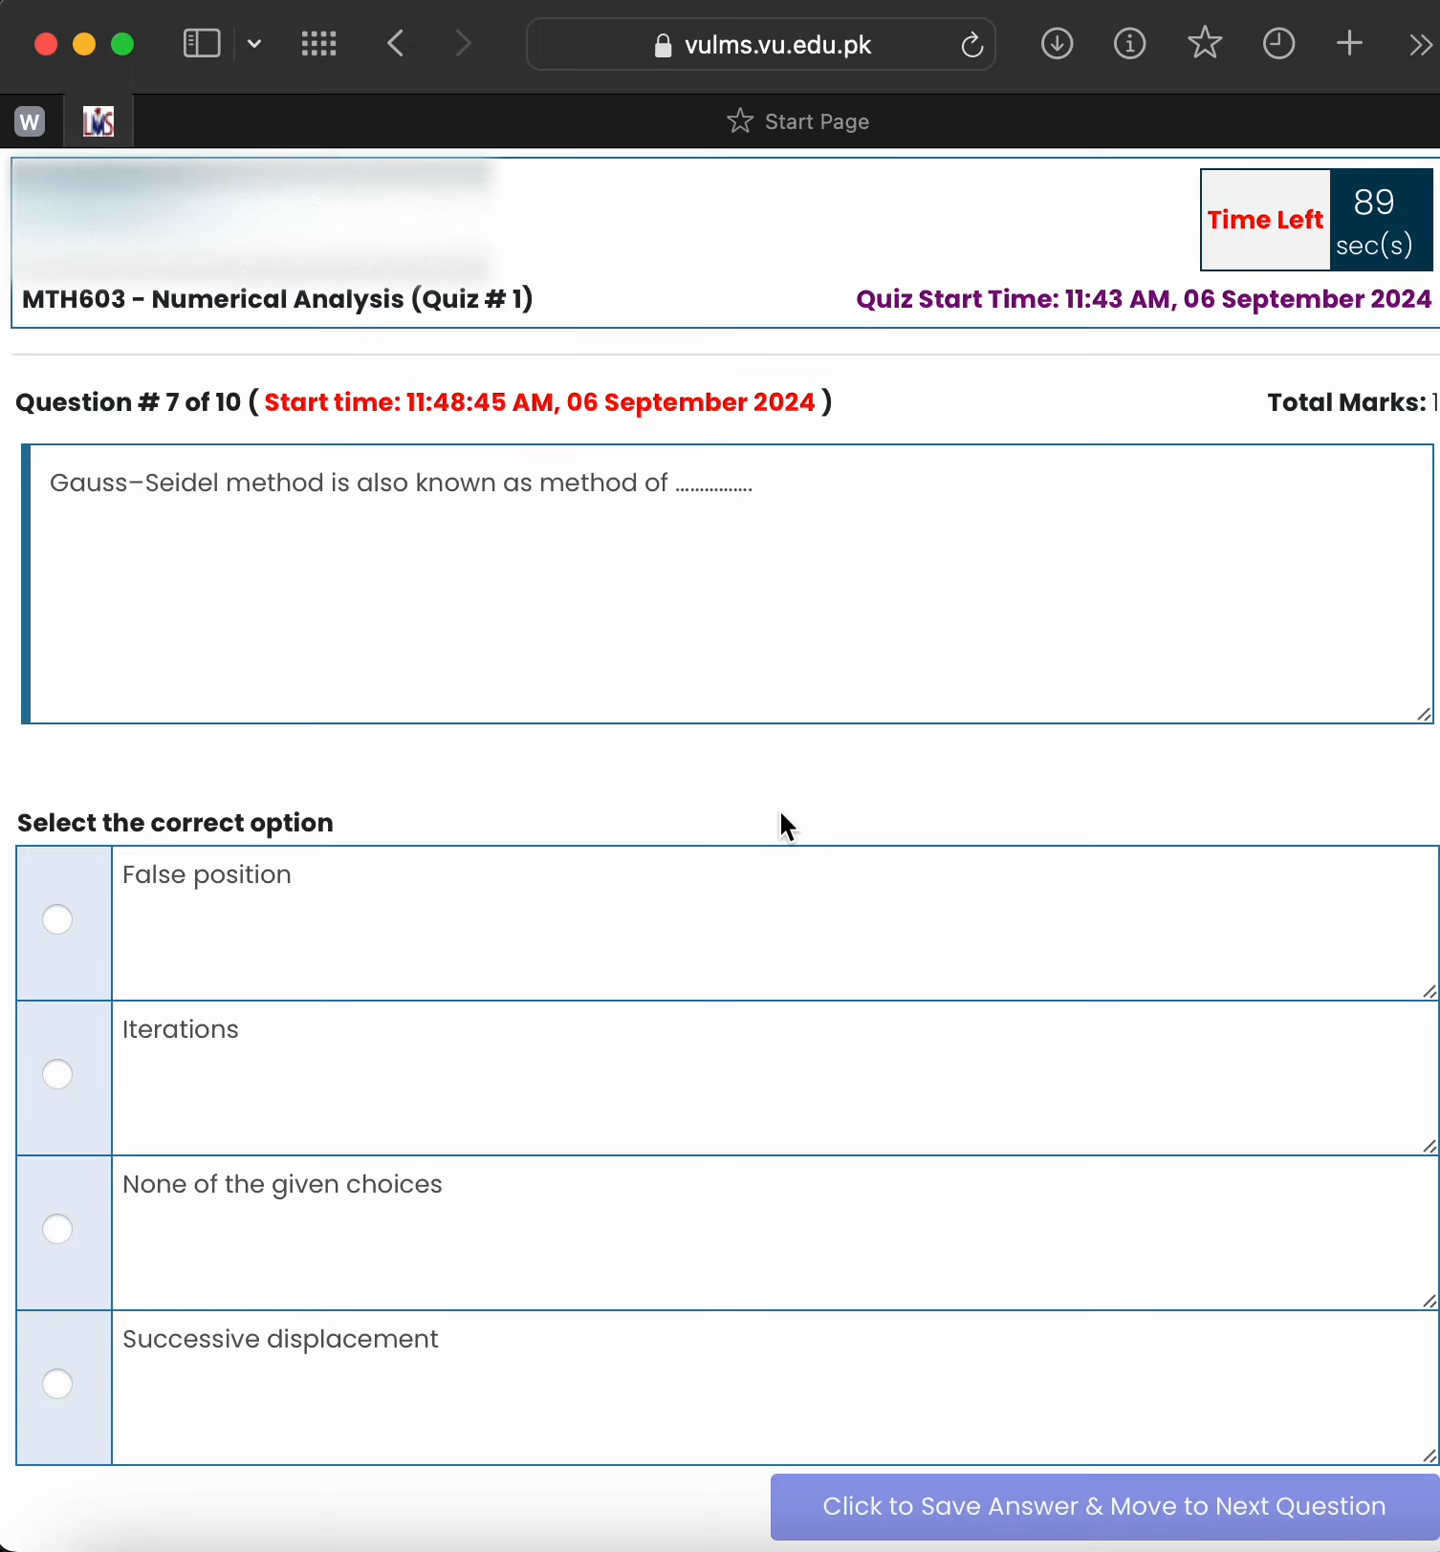 vulms.vu.edu.pk
W
LMS
Start Page
Time Left
89
sec(s)
MTH603 - Numerical Analysis (Quiz # 1)
Quiz Start Time: 11:43 AM, 06 September 2024
Question # 7 of 10 ( Start time: 11:48:45 AM, 06 September 2024 )
Total Marks: 1
Gauss–Seidel method is also known as method of ................
Select the correct option
False position
Iterations
None of the given choices
Successive displacement
Click to Save Answer & Move to Next Question